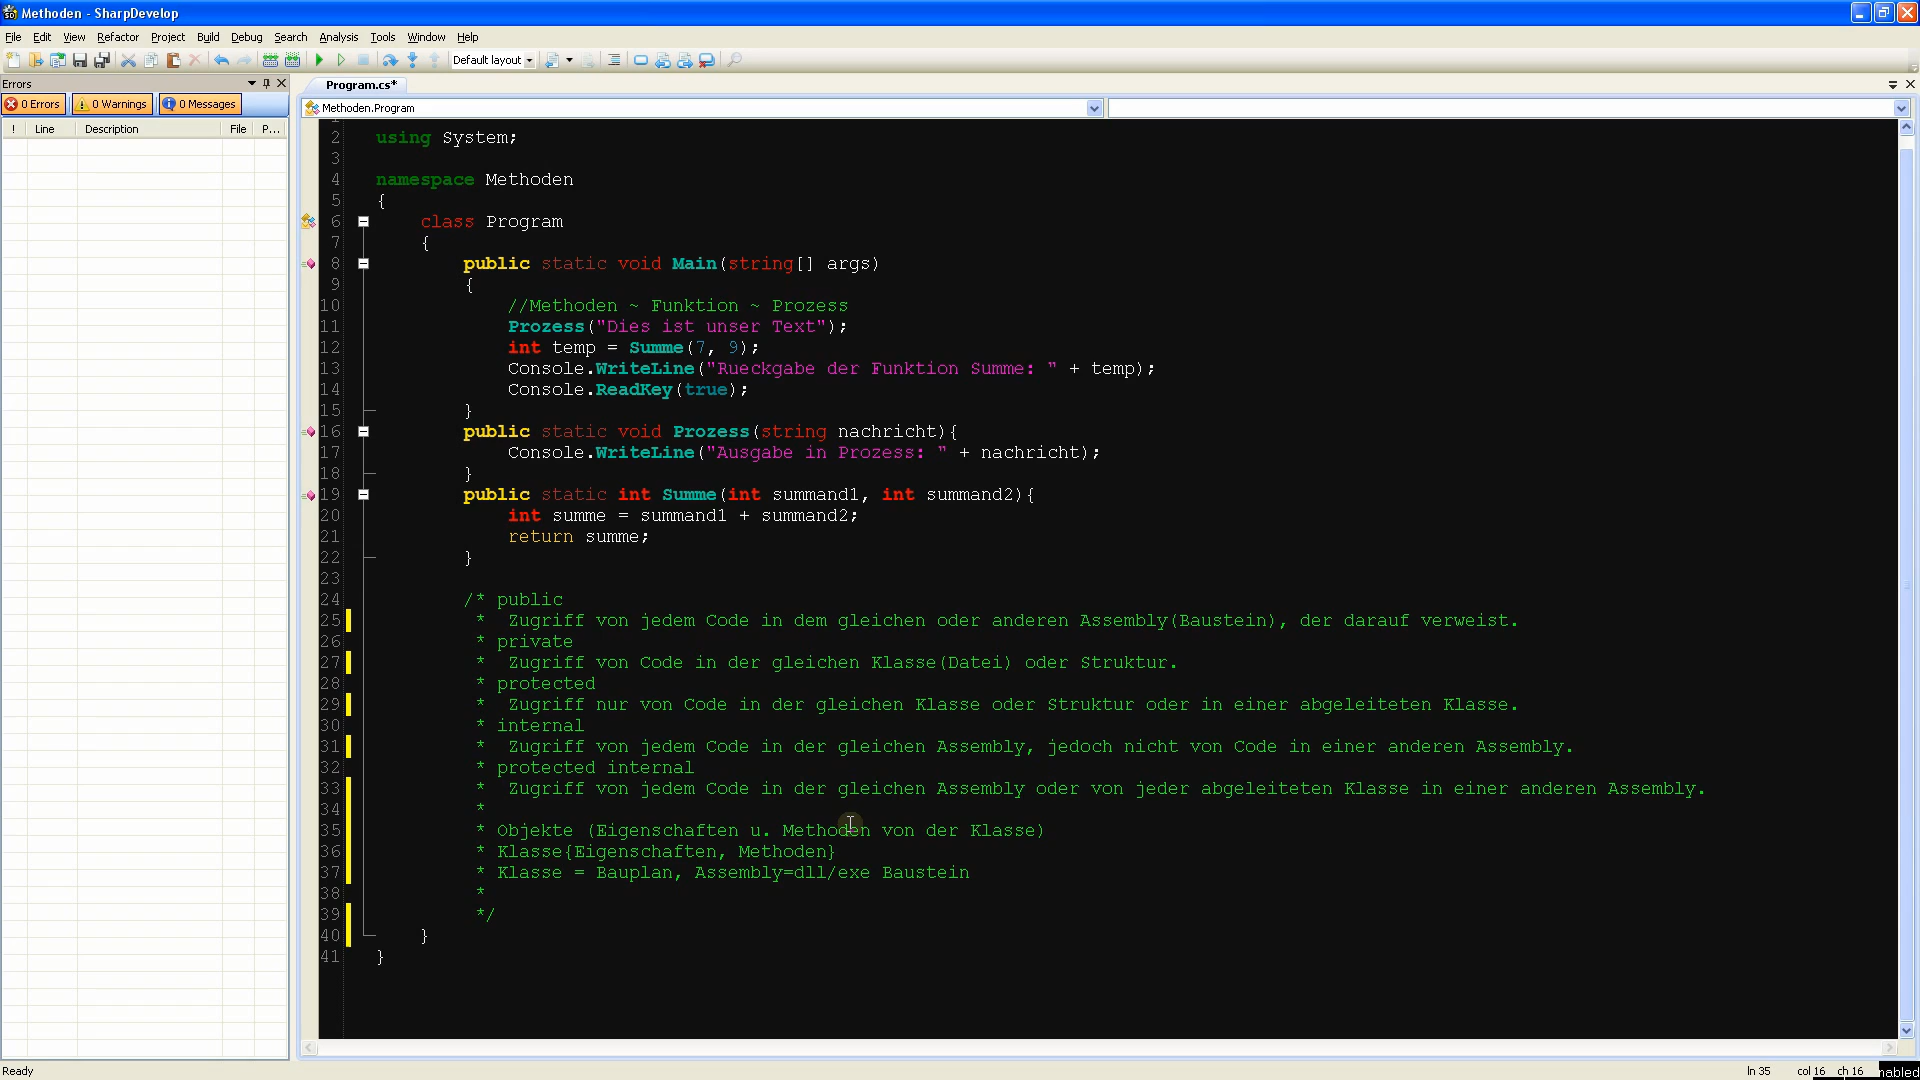 Methoden - SharpDevelop
File Edit View Refactor Project Build Debug Search Analysis Tools Window Help
Default layout
Errors
0 Errors 0 Warnings 0 Messages
! Line Description File P...
Program.cs*
Methoden.Program
2 using System;
3
4 namespace Methoden
5 {
6 class Program
7 {
8 public static void Main(string[] args)
9 {
10 //Methoden ~ Funktion ~ Prozess
11 Prozess("Dies ist unser Text");
12 int temp = Summe(7, 9);
13 Console.WriteLine("Rueckgabe der Funktion Summe: " + temp);
14 Console.ReadKey(true);
15 }
16 public static void Prozess(string nachricht){
17 Console.WriteLine("Ausgabe in Prozess: " + nachricht);
18 }
19 public static int Summe(int summand1, int summand2){
20 int summe = summand1 + summand2;
21 return summe;
22 }
23
24 /* public
25 * Zugriff von jedem Code in dem gleichen oder anderen Assembly(Baustein), der darauf verweist.
26 * private
27 * Zugriff von Code in der gleichen Klasse(Datei) oder Struktur.
28 * protected
29 * Zugriff nur von Code in der gleichen Klasse oder Struktur oder in einer abgeleiteten Klasse.
30 * internal
31 * Zugriff von jedem Code in der gleichen Assembly, jedoch nicht von Code in einer anderen Assembly.
32 * protected internal
33 * Zugriff von jedem Code in der gleichen Assembly oder von jeder abgeleiteten Klasse in einer anderen Assembly.
34 *
35 * Objekte (Eigenschaften u. Methoden von der Klasse)
36 * Klasse{Eigenschaften, Methoden}
37 * Klasse = Bauplan, Assembly=dll/exe Baustein
38 *
39 */
40 }
41 }
Ready ln 35 col 16 ch 16 nabled